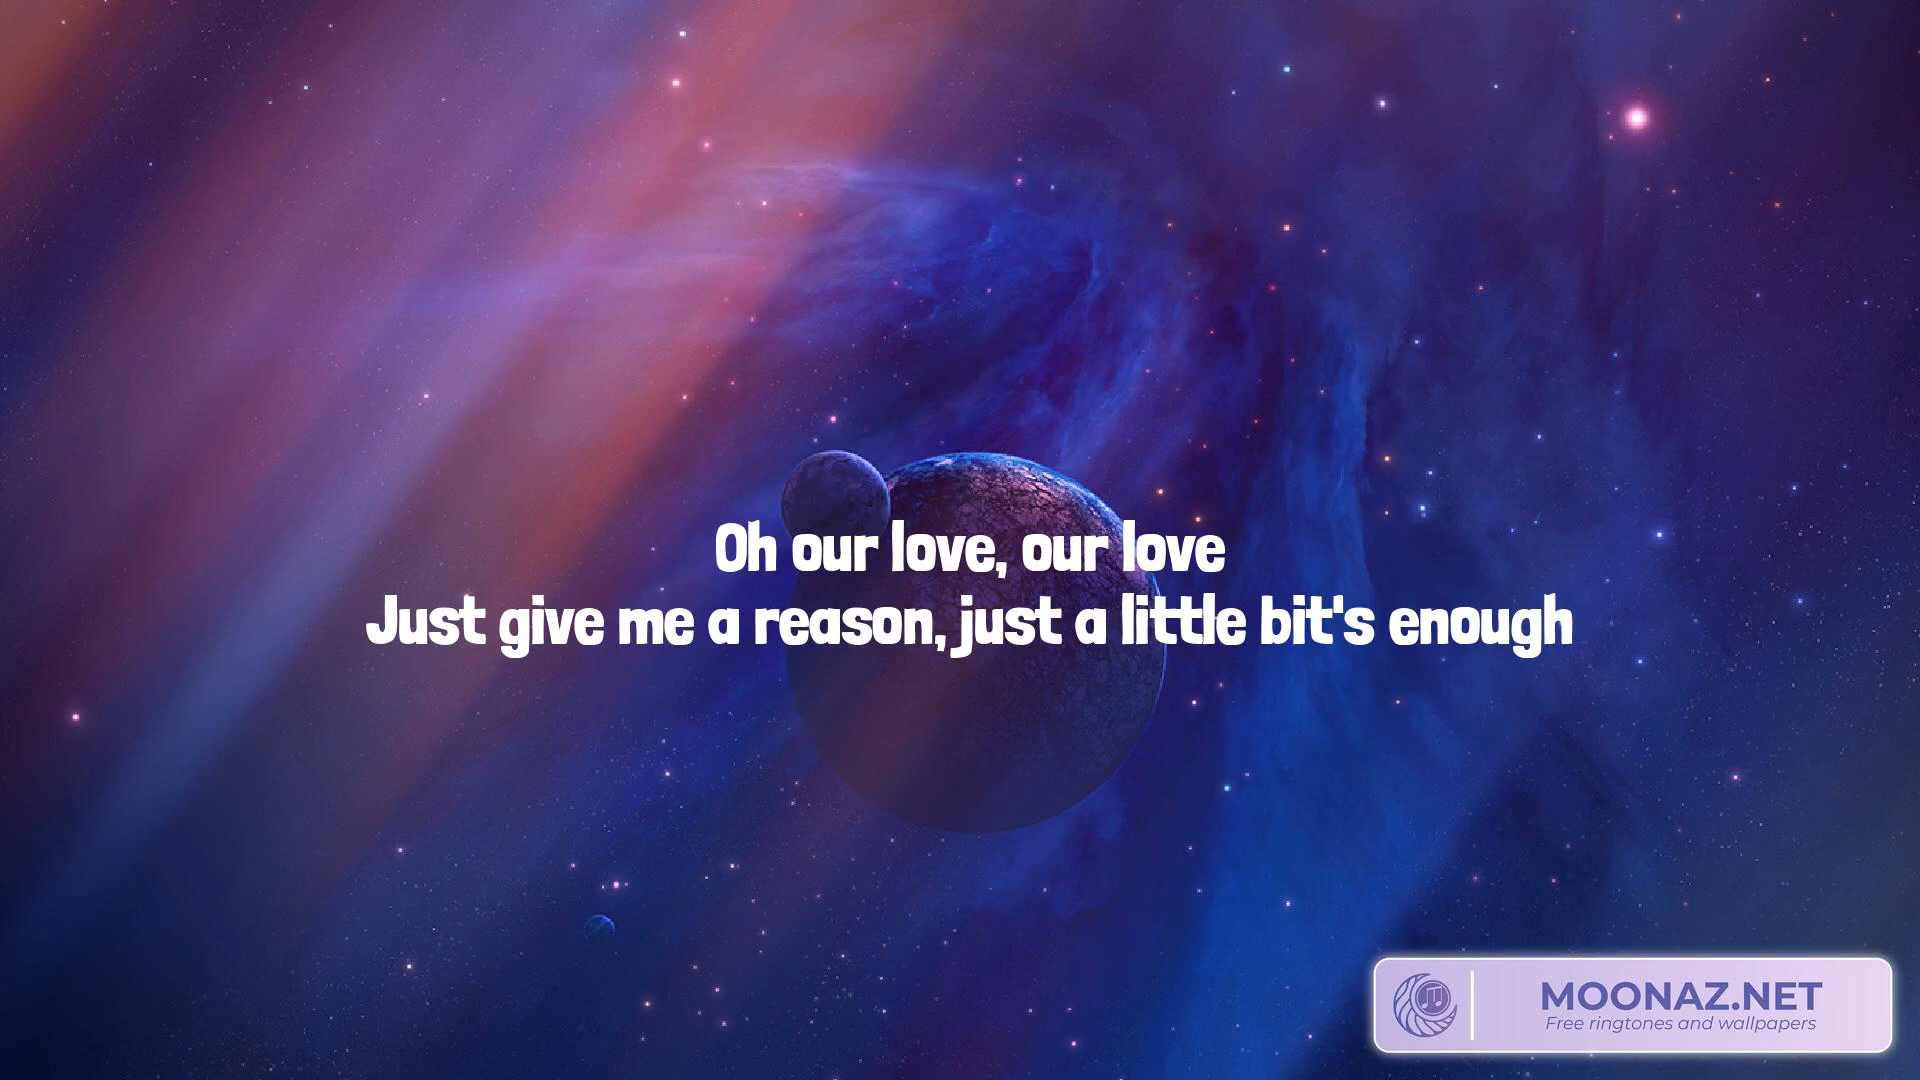 Oh our love, our love
Just give me a reason, just a little bit's enough
MOONAZ.NET
Free ringtones and wallpapers